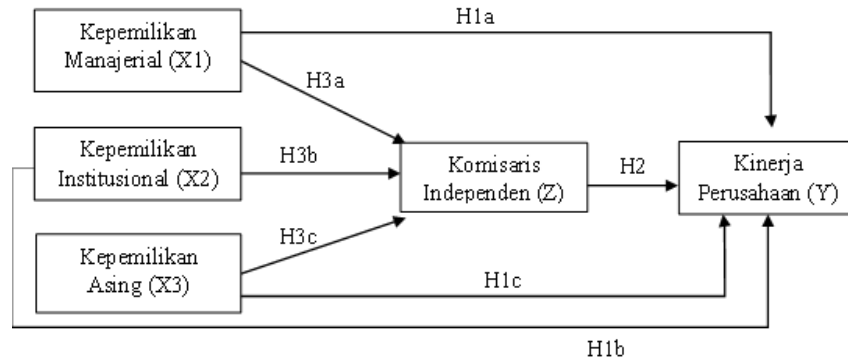 H1a
Kepemilikan
Manajerial (X1)
H3a
Kepemilikan
Institusional (X2)
H3b
Komisaris
Independen (Z)
H2
Kinerja
Perusahaan (Y)
Kepemilikan
Asing (X3)
H3c
H1c
H1b